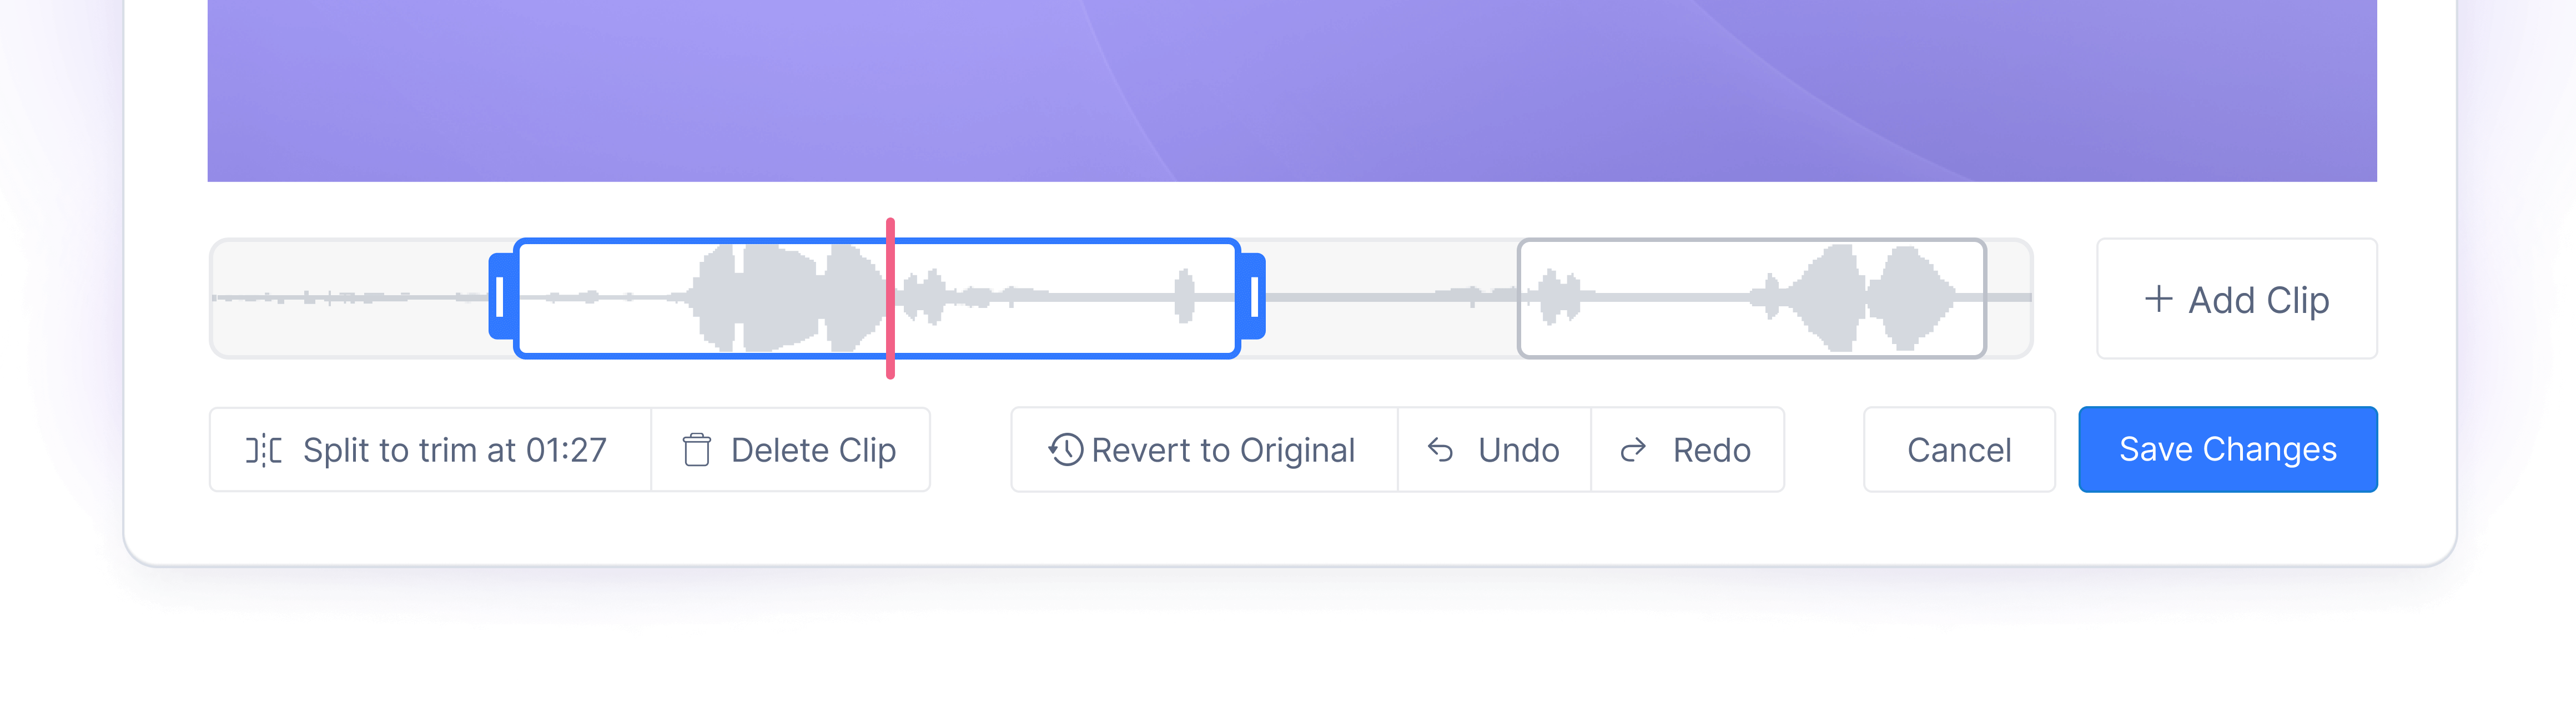 Add Clip
Split to trim at 01:27
Delete Clip
Revert to Original
Undo
Redo
Cancel
Save Changes